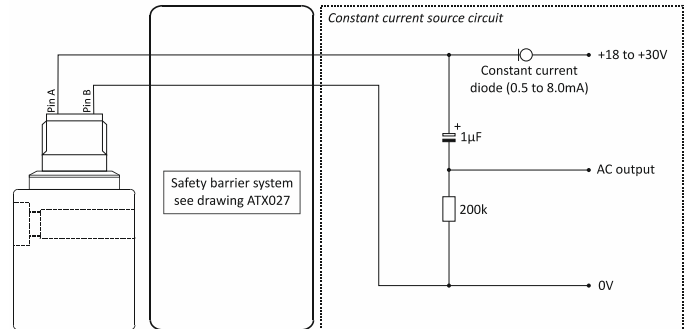 Constant current source circuit
+18 to +30V
Constant current
diode (0.5 to 8.0mA)
Pin A
Pin B
+
1µF
AC output
Safety barrier system
see drawing ATX027
200k
0V